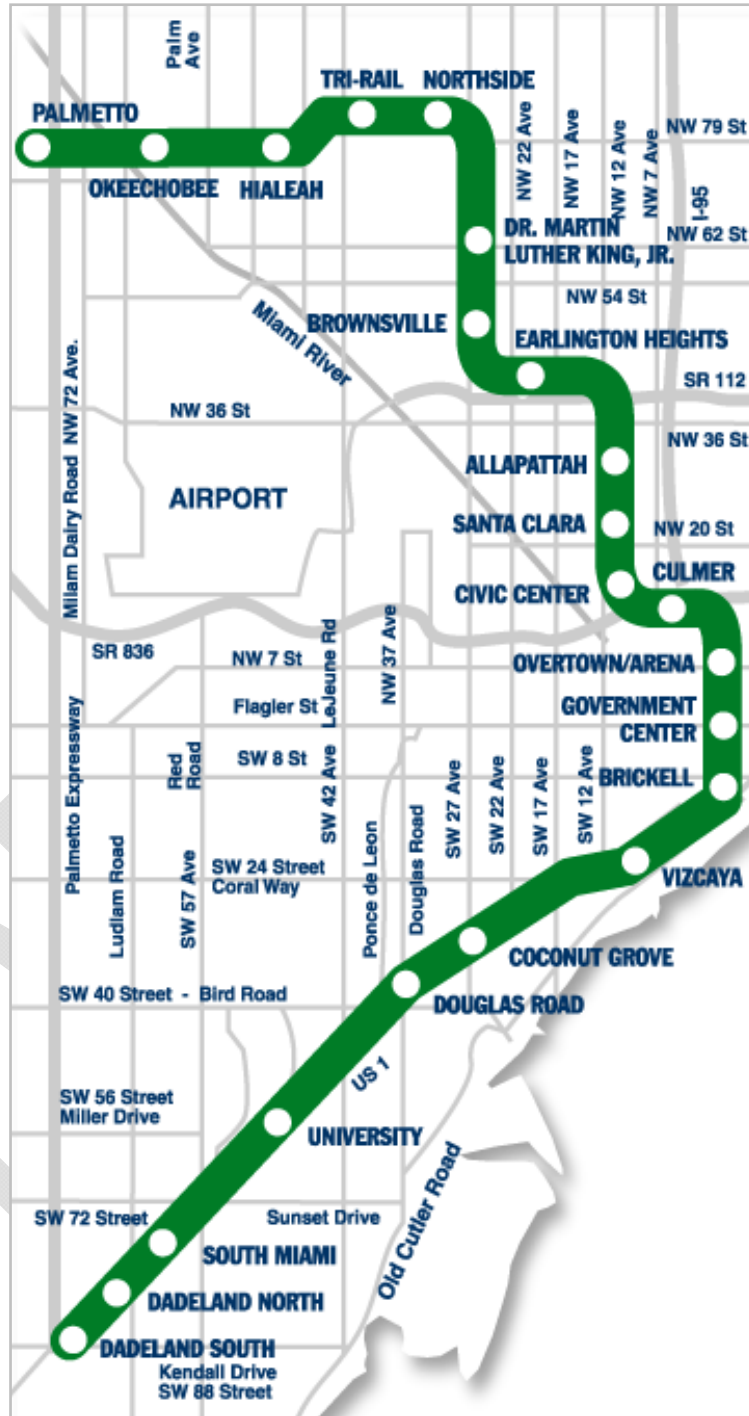 Palm
Ave
TRI-RAIL
NORTHSIDE
PALMETTO
OKEECHOBEE
HIALEAH
NW 22 Ave
NW 17 Ave
NW 12 Ave
NW 7 Ave
I-95
NW 79 St
DR. MARTIN
LUTHER KING, JR.
NW 62 St
NW 54 St
Miami River
BROWNSVILLE
EARLINGTON HEIGHTS
SR 112
NW 36 St
NW 36 St
Milam Dairy Road NW 72 Ave.
ALLAPATTAH
AIRPORT
SANTA CLARA
NW 20 St
CIVIC CENTER
CULMER
SR 836
NW 7 St
LeJeune Rd
NW 37 Ave
OVERTOWN/ARENA
Flagler St
GOVERNMENT
CENTER
SW 8 St
BRICKELL
Palmetto Expressway
Red
Road
SW 42 Ave
SW 27 Ave
SW 22 Ave
SW 17 Ave
SW 12 Ave
Ludlam Road
SW 57 Ave
SW 24 Street
Coral Way
Ponce de Leon
Douglas Road
VIZCAYA
COCONUT GROVE
SW 40 Street - Bird Road
DOUGLAS ROAD
US 1
SW 56 Street
Miller Drive
UNIVERSITY
Old Cutler Road
SW 72 Street
Sunset Drive
SOUTH MIAMI
DADELAND NORTH
DADELAND SOUTH
Kendall Drive
SW 88 Street